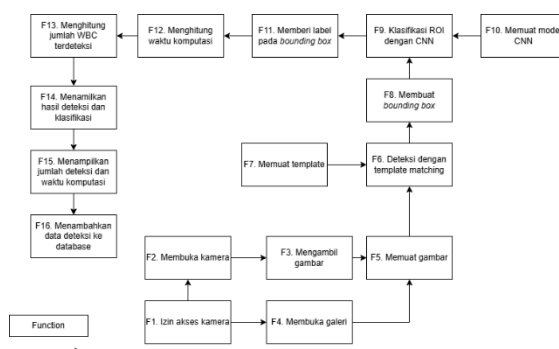 F13. Menghitung
jumlah WBC
terdeteksi
F12. Menghitung
waktu komputasi
F11. Memberi label
pada bounding box
F9. Klasifikasi ROI
dengan CNN
F10. Memuat mode
CNN
F14. Menamilkan
hasil deteksi dan
klasifikasi
F8. Membuat
bounding box
F15. Menampilkan
jumlah deteksi dan
waktu komputasi
F7. Memuat template
F6. Deteksi dengan
template matching
F16. Menambahkan
data deteksi ke
database
F2. Membuka kamera
F3. Mengambil
gambar
F5. Memuat gambar
F1. Izin akses kamera
F4. Membuka galeri
Function